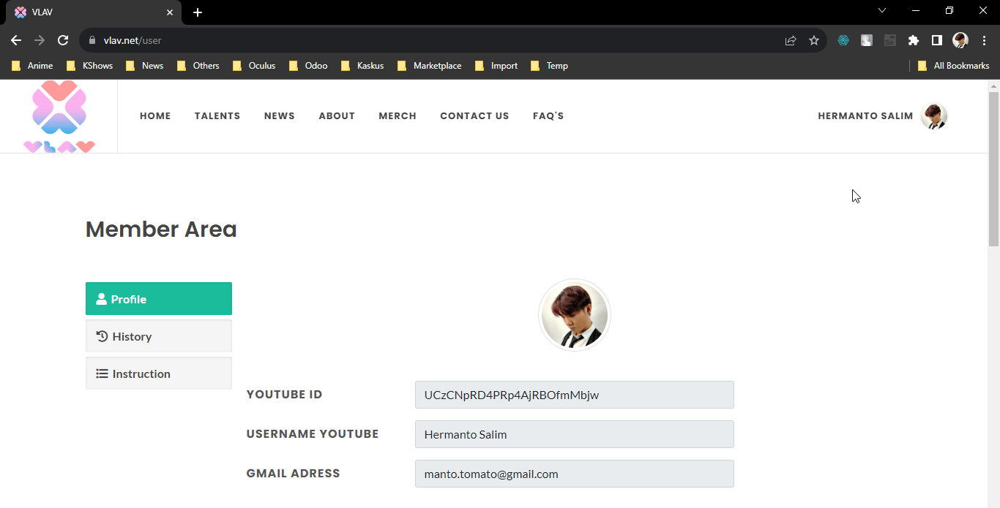 VLAV
vlav.net/user
Anime KShows News Others Oculus Odoo Kaskus Marketplace Import Temp All Bookmarks
HOME TALENTS NEWS ABOUT MERCH CONTACT US FAQ'S HERMANTO SALIM
Member Area
Profile
History
Instruction
YOUTUBE ID UCzCNpRD4PRp4AjRBOfmMbjw
USERNAME YOUTUBE Hermanto Salim
GMAIL ADRESS manto.tomato@gmail.com